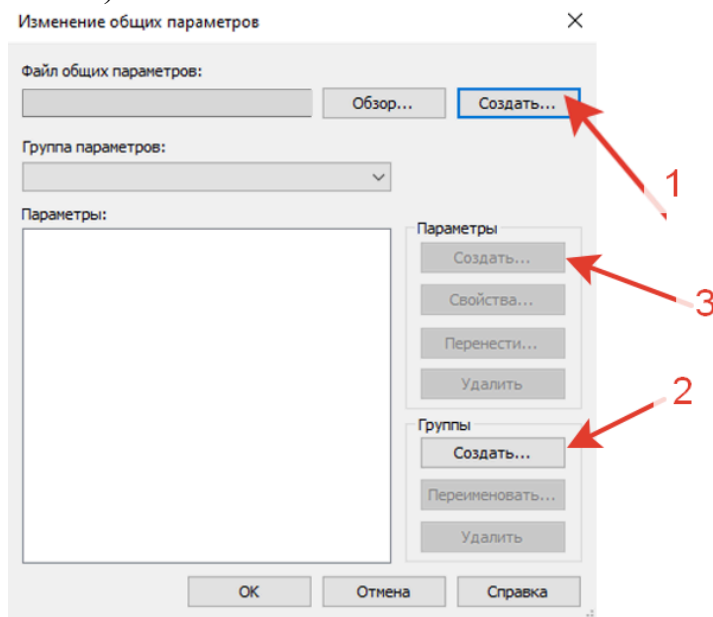 Изменение общих параметров
Файл общих параметров:
Обзор... Создать...
Группа параметров:
1
Параметры:
Параметры
Создать...
3
Свойства...
Перенести...
Удалить
2
Группы
Создать...
Переименовать...
Удалить
OK Отмена Справка